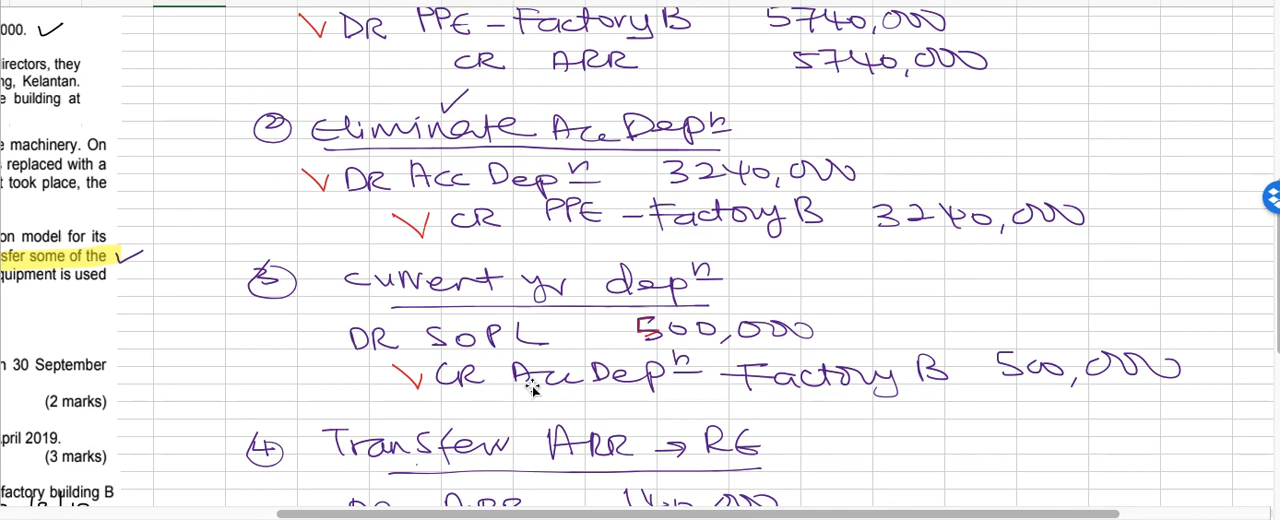 000.
irectors, they
ng, Kelantan.
e building at
e machinery. On
replaced with a
t took place, the
on model for its
sfer some of the
quipment is used
n 30 September
(2 marks)
pril 2019.
(3 marks)
factory building B
DR PPE - Factory B 5740,000
CR ARR 5740,000
② Eliminate Acc Depⁿ
DR Acc Depⁿ 3240,000
CR PPE - Factory B 3240,000
③ current yr depⁿ
DR SOPL 500,000
CR Acc Depⁿ - Factory B 500,000
④ Transfer ARR → RE
DR ARR